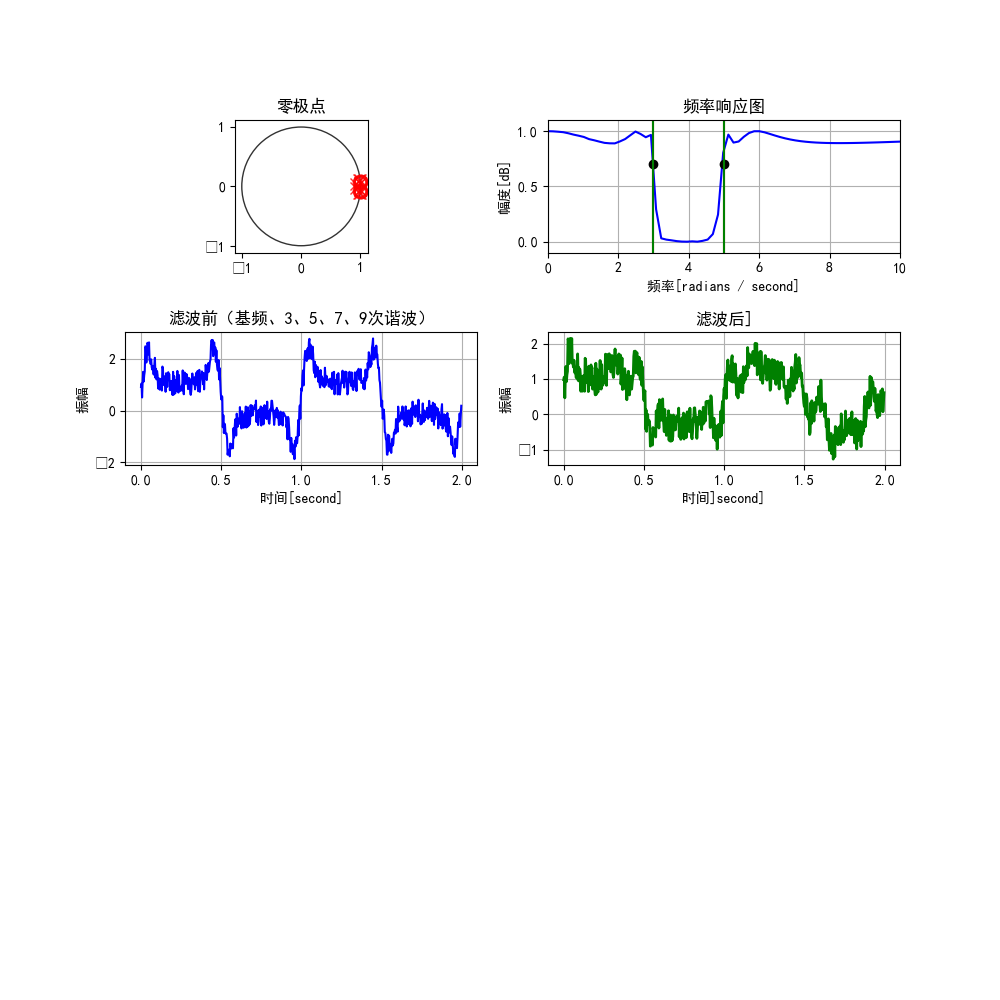 零极点
1
0
□1
□1 0 1
频率响应图
幅度[dB]
1.0
0.5
0.0
0 2 4 6 8 10
频率[radians / second]
滤波前（基频、3、5、7、9次谐波）
振幅
2
0
□2
0.0 0.5 1.0 1.5 2.0
时间[second]
滤波后]
振幅
2
1
0
□1
0.0 0.5 1.0 1.5 2.0
时间]second]